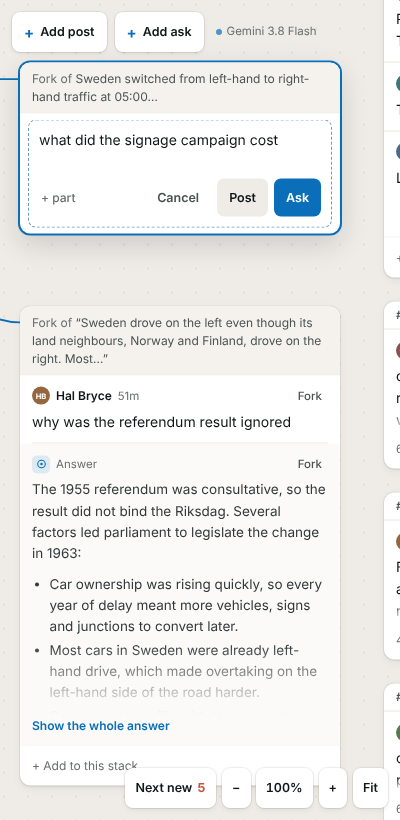 + Add post
+ Add ask
Gemini 3.8 Flash
Fork of Sweden switched from left-hand to right-
hand traffic at 05:00...
what did the signage campaign cost
+ part
Cancel
Post
Ask
Fork of “Sweden drove on the left even though its
land neighbours, Norway and Finland, drove on the
right. Most...”
HB Hal Bryce 51m
Fork
why was the referendum result ignored
Answer
Fork
The 1955 referendum was consultative, so the
result did not bind the Riksdag. Several
factors led parliament to legislate the change
in 1963:
• Car ownership was rising quickly, so every
year of delay meant more vehicles, signs
and junctions to convert later.
• Most cars in Sweden were already left-
hand drive, which made overtaking on the
left-hand side of the road harder.
Show the whole answer
+ Add to this stack
Next new 5
−
100%
+
Fit